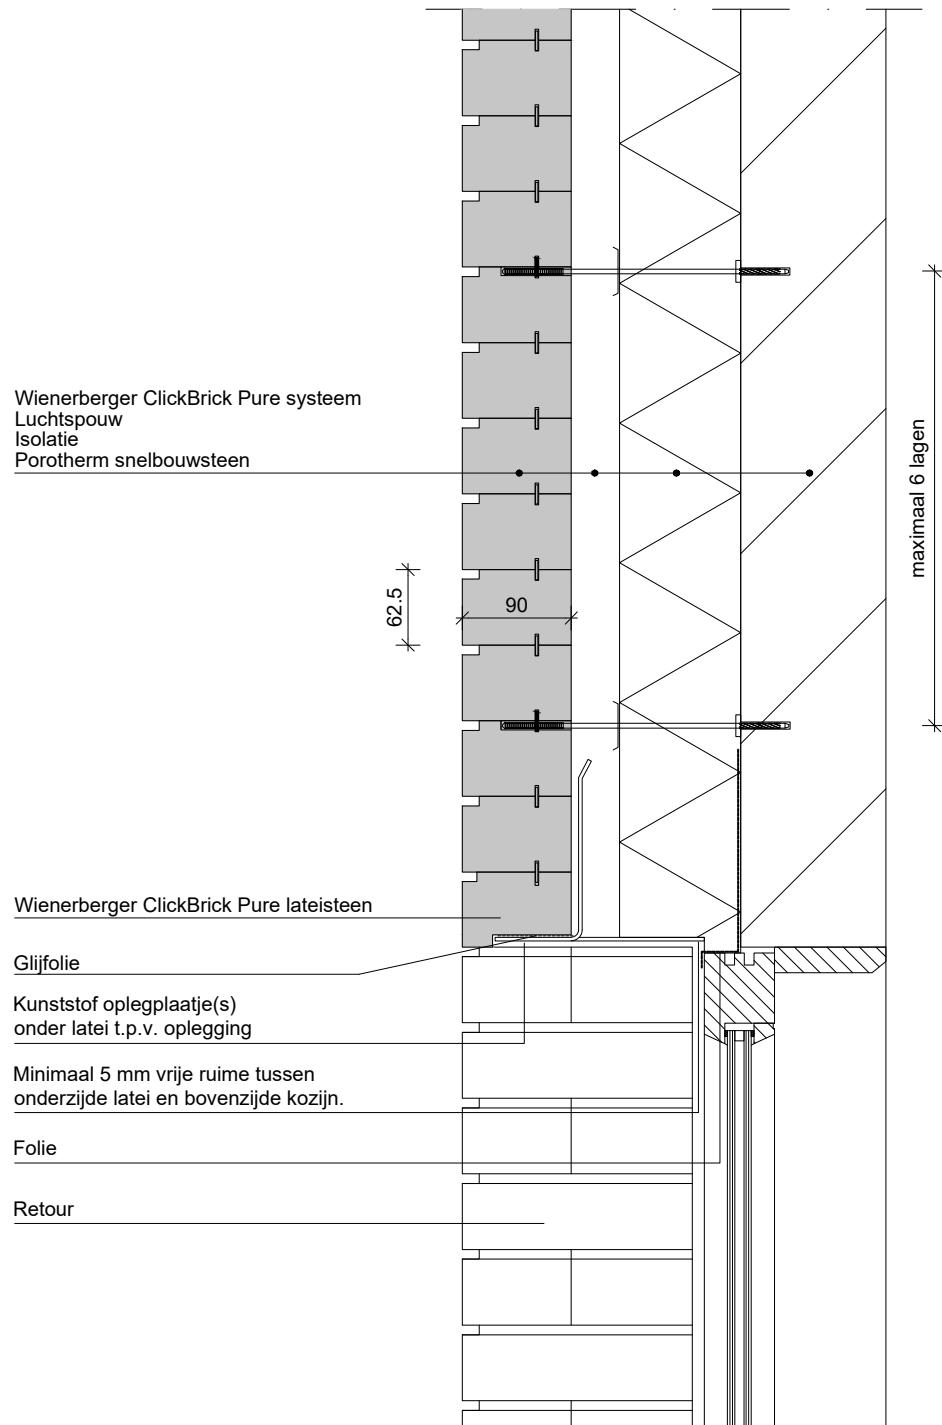 Wienerberger ClickBrick Pure systeem
Luchtspouw
Isolatie
Porotherm snelbouwsteen
maximaal 6 lagen
62.5
90
Wienerberger ClickBrick Pure lateisteen
Glijfolie
Kunststof oplegplaatje(s)
onder latei t.p.v. oplegging
Minimaal 5 mm vrije ruime tussen
onderzijde latei en bovenzijde kozijn.
Folie
Retour